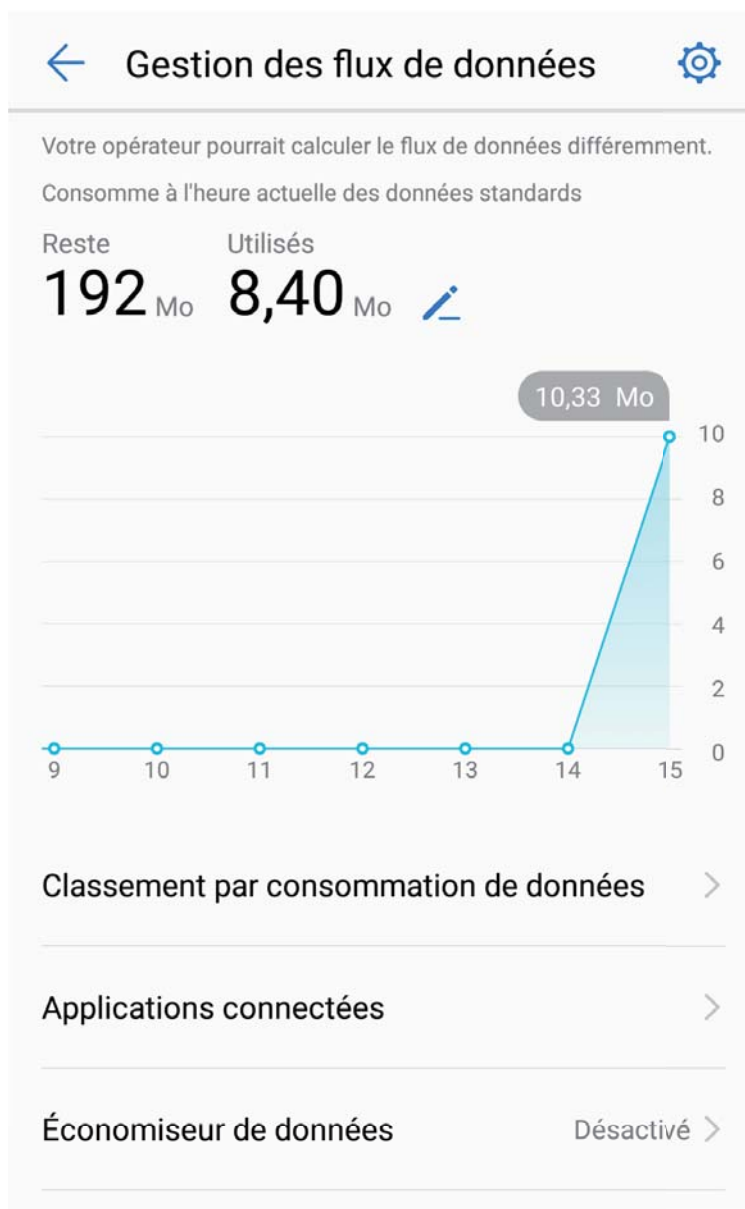 Gestion des flux de données
Votre opérateur pourrait calculer le flux de données différemment.
Consomme à l'heure actuelle des données standards
Reste Utilisés
192 Mo 8,40 Mo
10,33 Mo
10
8
6
4
2
0
9 10 11 12 13 14 15
Classement par consommation de données
Applications connectées
Économiseur de données Désactivé